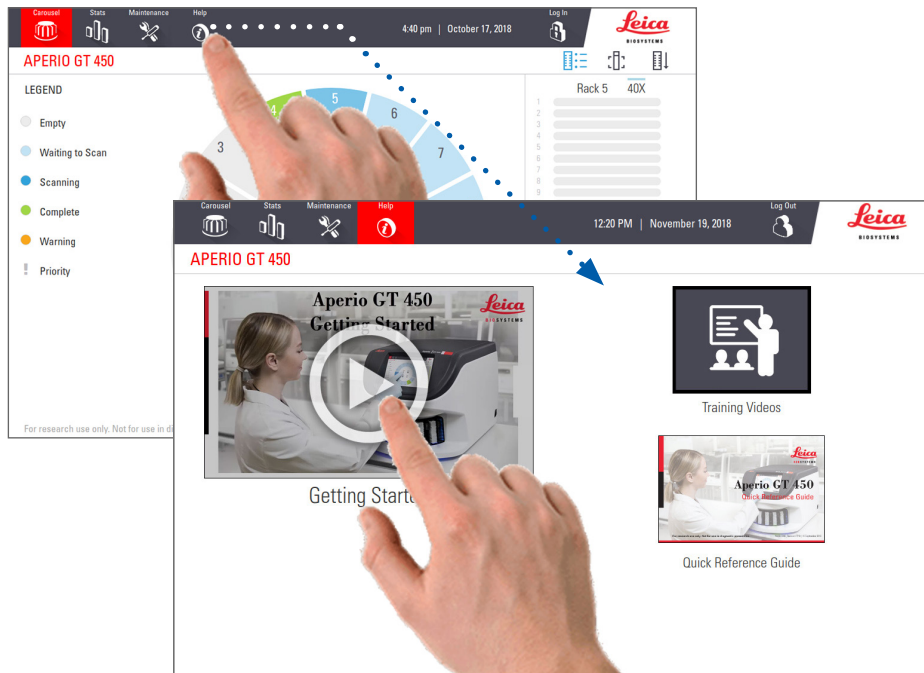 Carousel Stats Maintenance Help
4:40 pm | October 17, 2018
Log In
Leica
BIOSYSTEMS
APERIO GT 450
LEGEND
Empty
Waiting to Scan
Scanning
Complete
Warning
! Priority
3
4
5
6
7
Rack 5 40X
1
2
3
4
5
6
7
8
9
For research use only. Not for use in di
Carousel Stats Maintenance Help
12:20 PM | November 19, 2018
Log Out
Leica
BIOSYSTEMS
APERIO GT 450
Aperio GT 450
Getting Started
Leica
BIOSYSTEMS
Getting Starte
Training Videos
Leica
BIOSYSTEMS
Aperio GT 450
Quick Reference Guide
Quick Reference Guide